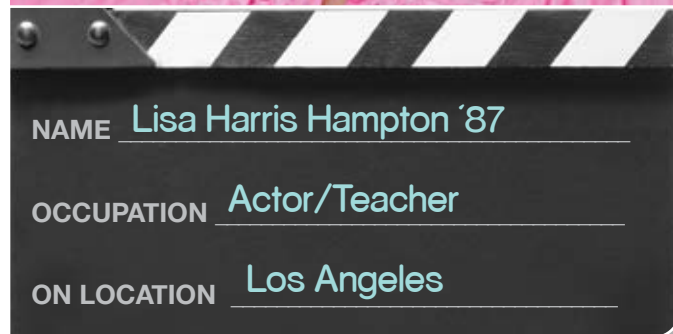 NAME Lisa Harris Hampton ´87
OCCUPATION Actor/Teacher
ON LOCATION Los Angeles